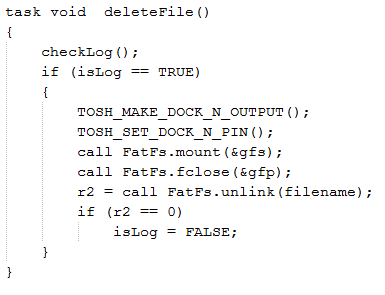 task void  deleteFile()
{
    checkLog();
    if (isLog == TRUE)
    {
        TOSH_MAKE_DOCK_N_OUTPUT();
        TOSH_SET_DOCK_N_PIN();
        call FatFs.mount(&gfs);
        call FatFs.fclose(&gfp);
        r2 = call FatFs.unlink(filename);
        if (r2 == 0)
            isLog = FALSE;
    }
}